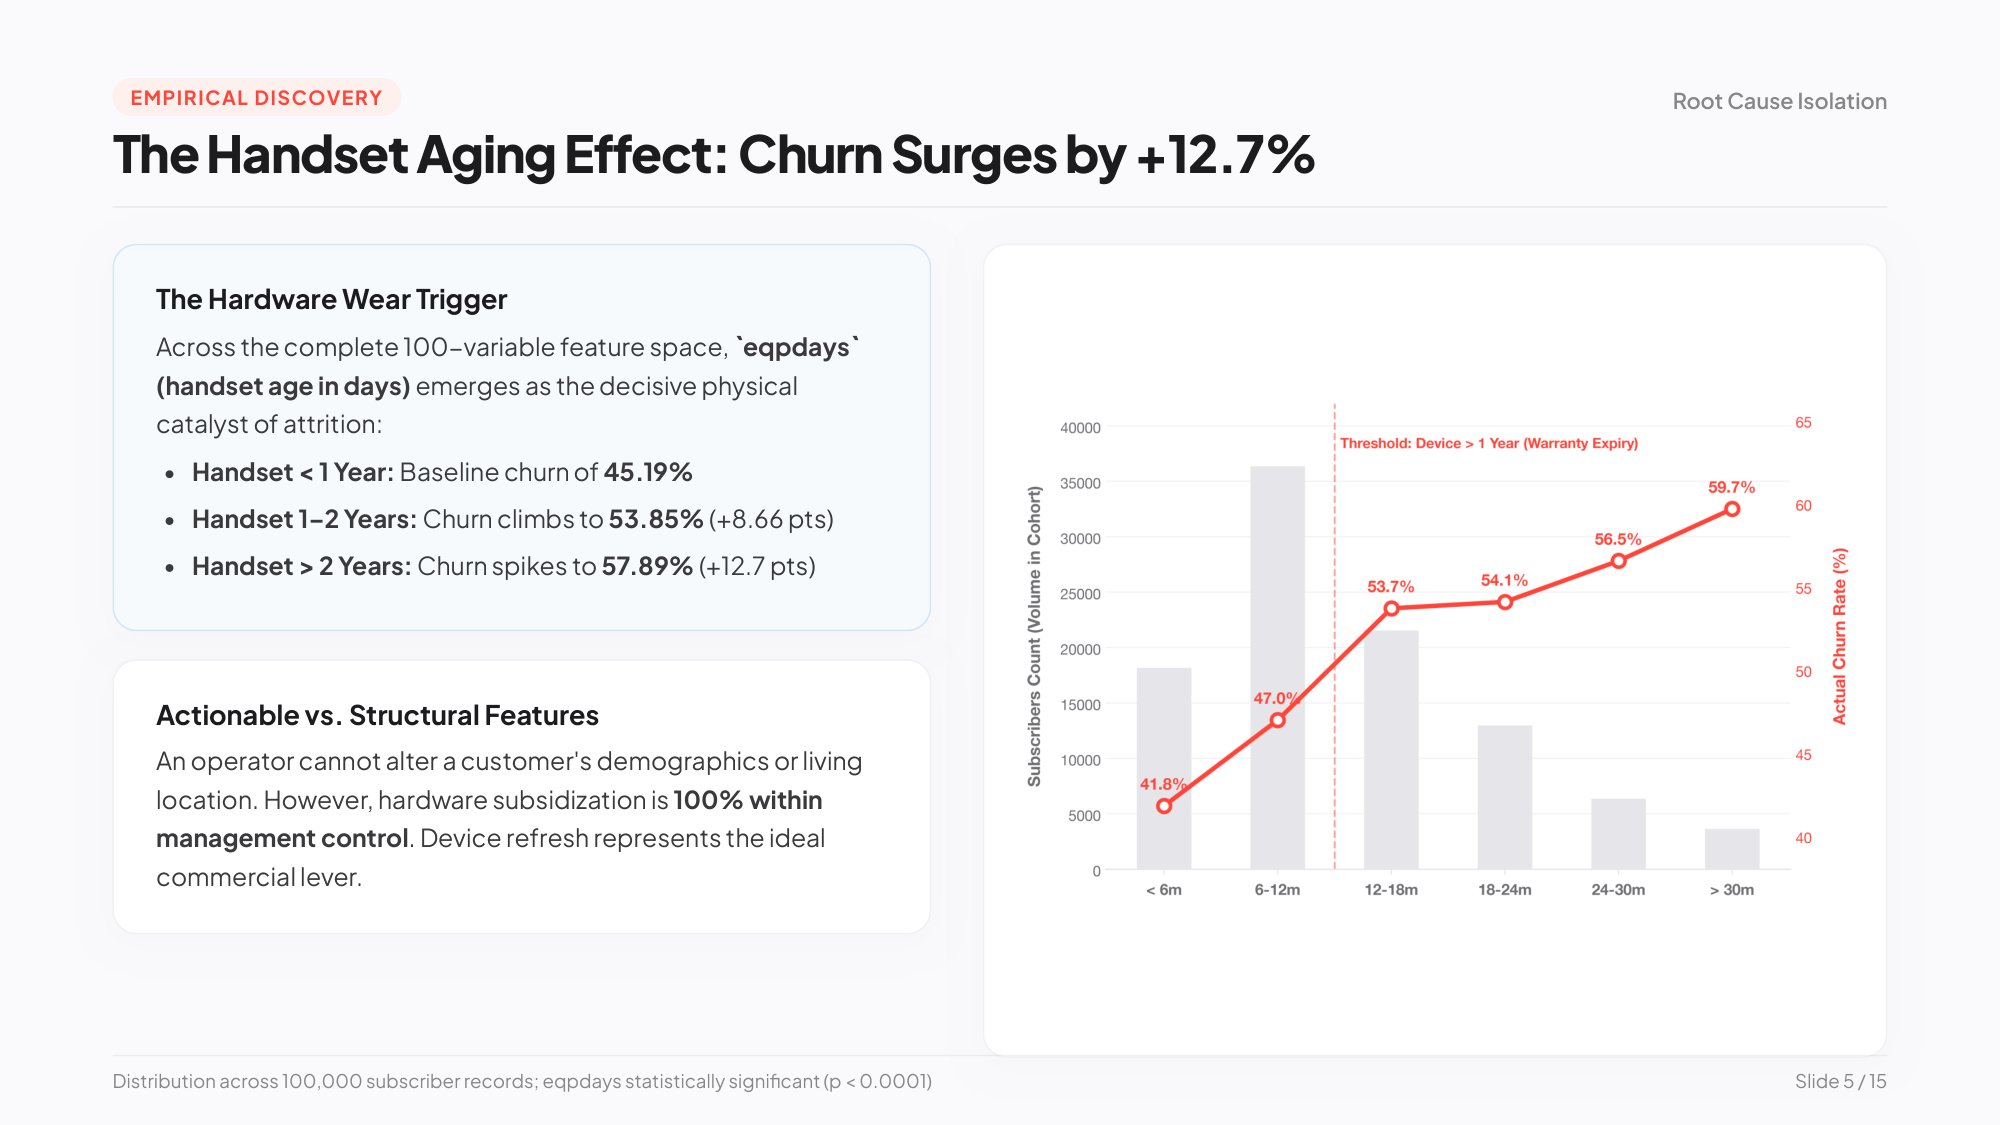 EMPIRICAL DISCOVERY
Root Cause Isolation
The Handset Aging Effect: Churn Surges by +12.7%
The Hardware Wear Trigger
Across the complete 100-variable feature space, `eqpdays`
(handset age in days) emerges as the decisive physical
catalyst of attrition:
• Handset < 1 Year: Baseline churn of 45.19%
• Handset 1–2 Years: Churn climbs to 53.85% (+8.66 pts)
• Handset > 2 Years: Churn spikes to 57.89% (+12.7 pts)
Actionable vs. Structural Features
An operator cannot alter a customer's demographics or living
location. However, hardware subsidization is 100% within
management control. Device refresh represents the ideal
commercial lever.
Subscribers Count (Volume in Cohort)
40000
35000
30000
25000
20000
15000
10000
5000
0
Threshold: Device > 1 Year (Warranty Expiry)
41.8%
47.0%
53.7%
54.1%
56.5%
59.7%
< 6m
6-12m
12-18m
18-24m
24-30m
> 30m
65
60
55
50
45
40
Actual Churn Rate (%)
Distribution across 100,000 subscriber records; eqpdays statistically significant (p < 0.0001)
Slide 5 / 15